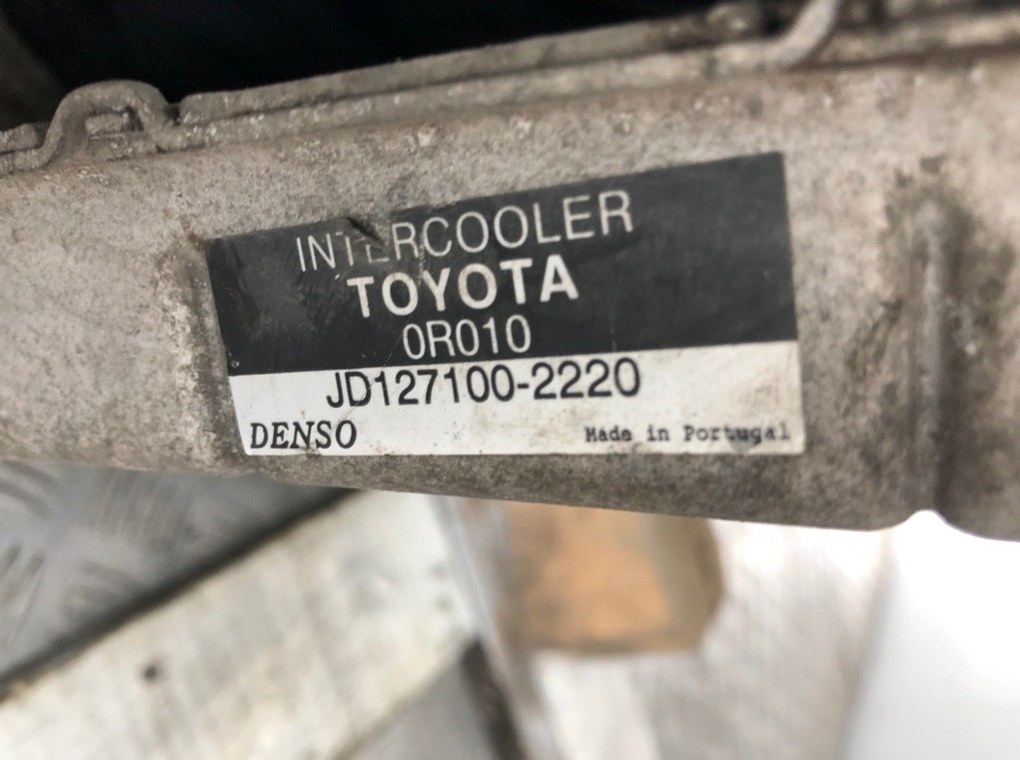 INTERCOOLER
TOYOTA
0R010
JD127100-2220
DENSO Made in Portugal